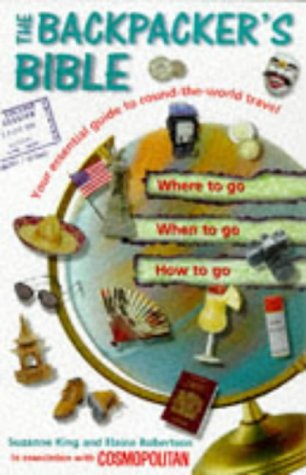 THE BACKPACKER'S
BIBLE
Your essential guide to round-the-world travel
Where to go
When to go
How to go
Suzanne King and Elaine Robertson
In association with COSMOPOLITAN